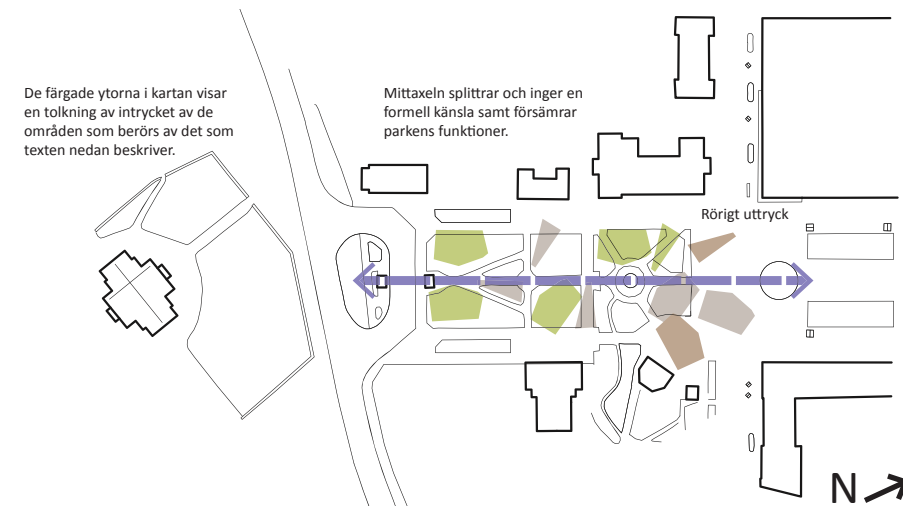 De färgade ytorna i kartan visar
en tolkning av intrycket av de
områden som berörs av det som
texten nedan beskriver.
Mittaxeln splittrar och inger en
formell känsla samt försämrar
parkens funktioner.
Rörigt uttryck
N